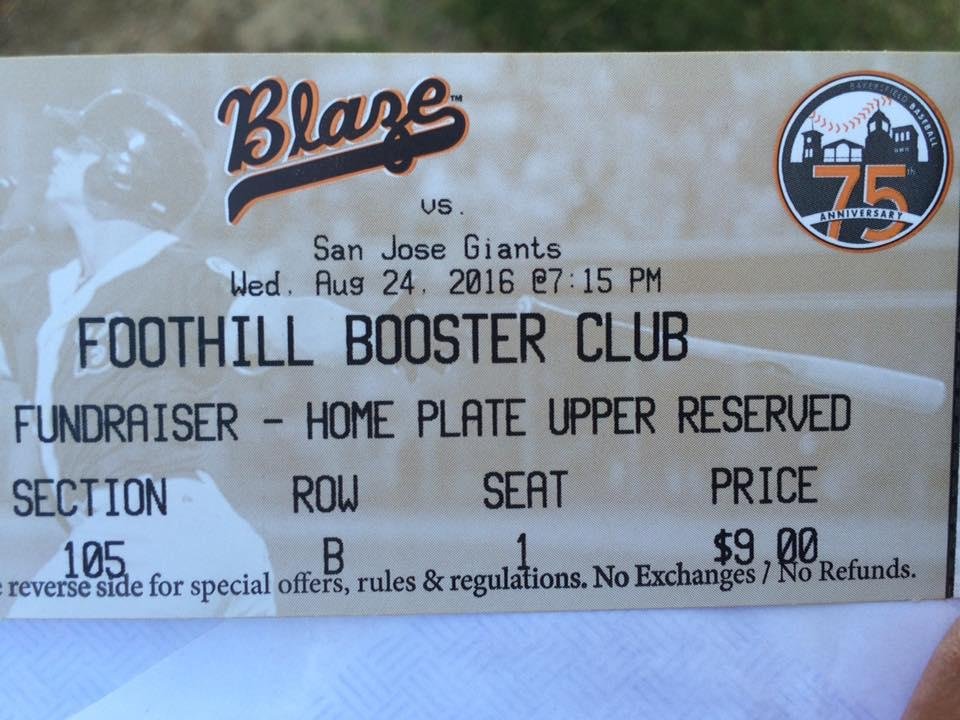 Blaze™
BAKERSFIELD BASEBALL
75th
ANNIVERSARY
vs.
San Jose Giants
Wed. Aug 24, 2016 @7:15 PM
FOOTHILL BOOSTER CLUB
FUNDRAISER - HOME PLATE UPPER RESERVED
SECTION ROW SEAT PRICE
105 B 1 $9.00
reverse side for special offers, rules & regulations. No Exchanges / No Refunds.